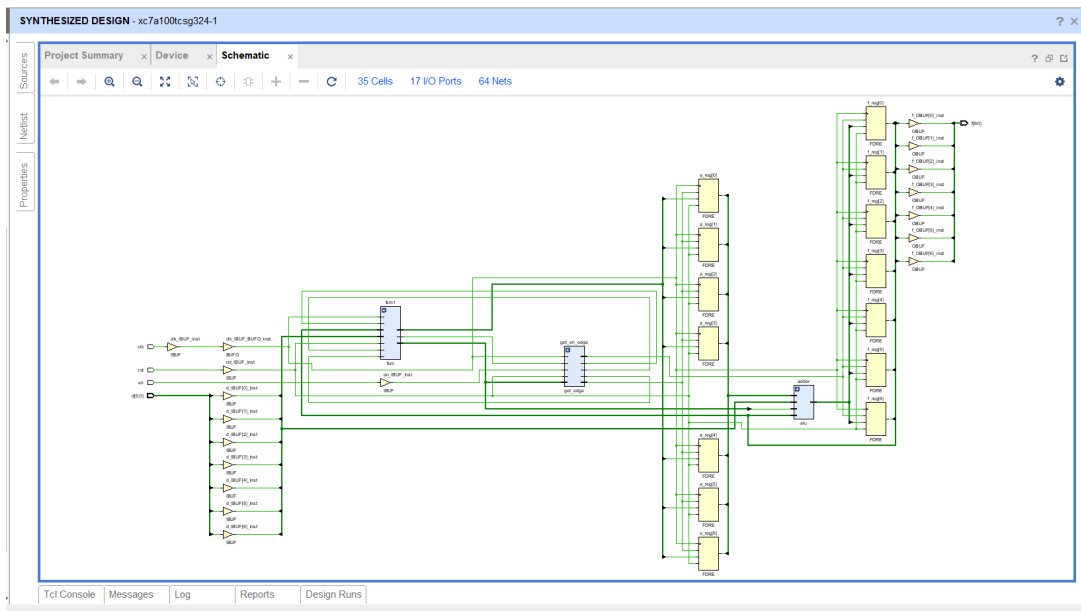 SYNTHESIZED DESIGN - xc7a100tcsg324-1
Sources
Netlist
Properties
Project Summary
Device
Schematic
35 Cells
17 I/O Ports
64 Nets
clk
rst
en
clk_IBUF_inst
IBUF
clk_IBUF_BUFG_inst
BUFG
rst_IBUF_inst
IBUF
en_IBUF_inst
IBUF
d_IBUF[0]_inst
IBUF
d_IBUF[1]_inst
IBUF
d_IBUF[2]_inst
IBUF
d_IBUF[3]_inst
IBUF
d_IBUF[4]_inst
IBUF
d_IBUF[5]_inst
IBUF
d_IBUF[6]_inst
IBUF
get_en_edge
get_edge
a_reg[0]
FDRE
a_reg[1]
FDRE
a_reg[2]
FDRE
a_reg[3]
FDRE
a_reg[4]
FDRE
a_reg[5]
FDRE
a_reg[6]
FDRE
adder
alu
f_reg[0]
FDRE
f_reg[1]
FDRE
f_reg[2]
FDRE
f_reg[3]
FDRE
f_reg[4]
FDRE
f_reg[5]
FDRE
f_reg[6]
FDRE
f_OBUF[0]_inst
OBUF
f_OBUF[1]_inst
OBUF
f_OBUF[2]_inst
OBUF
f_OBUF[3]_inst
OBUF
f_OBUF[4]_inst
OBUF
f_OBUF[5]_inst
OBUF
f_OBUF[6]_inst
OBUF
Tcl Console
Messages
Log
Reports
Design Runs